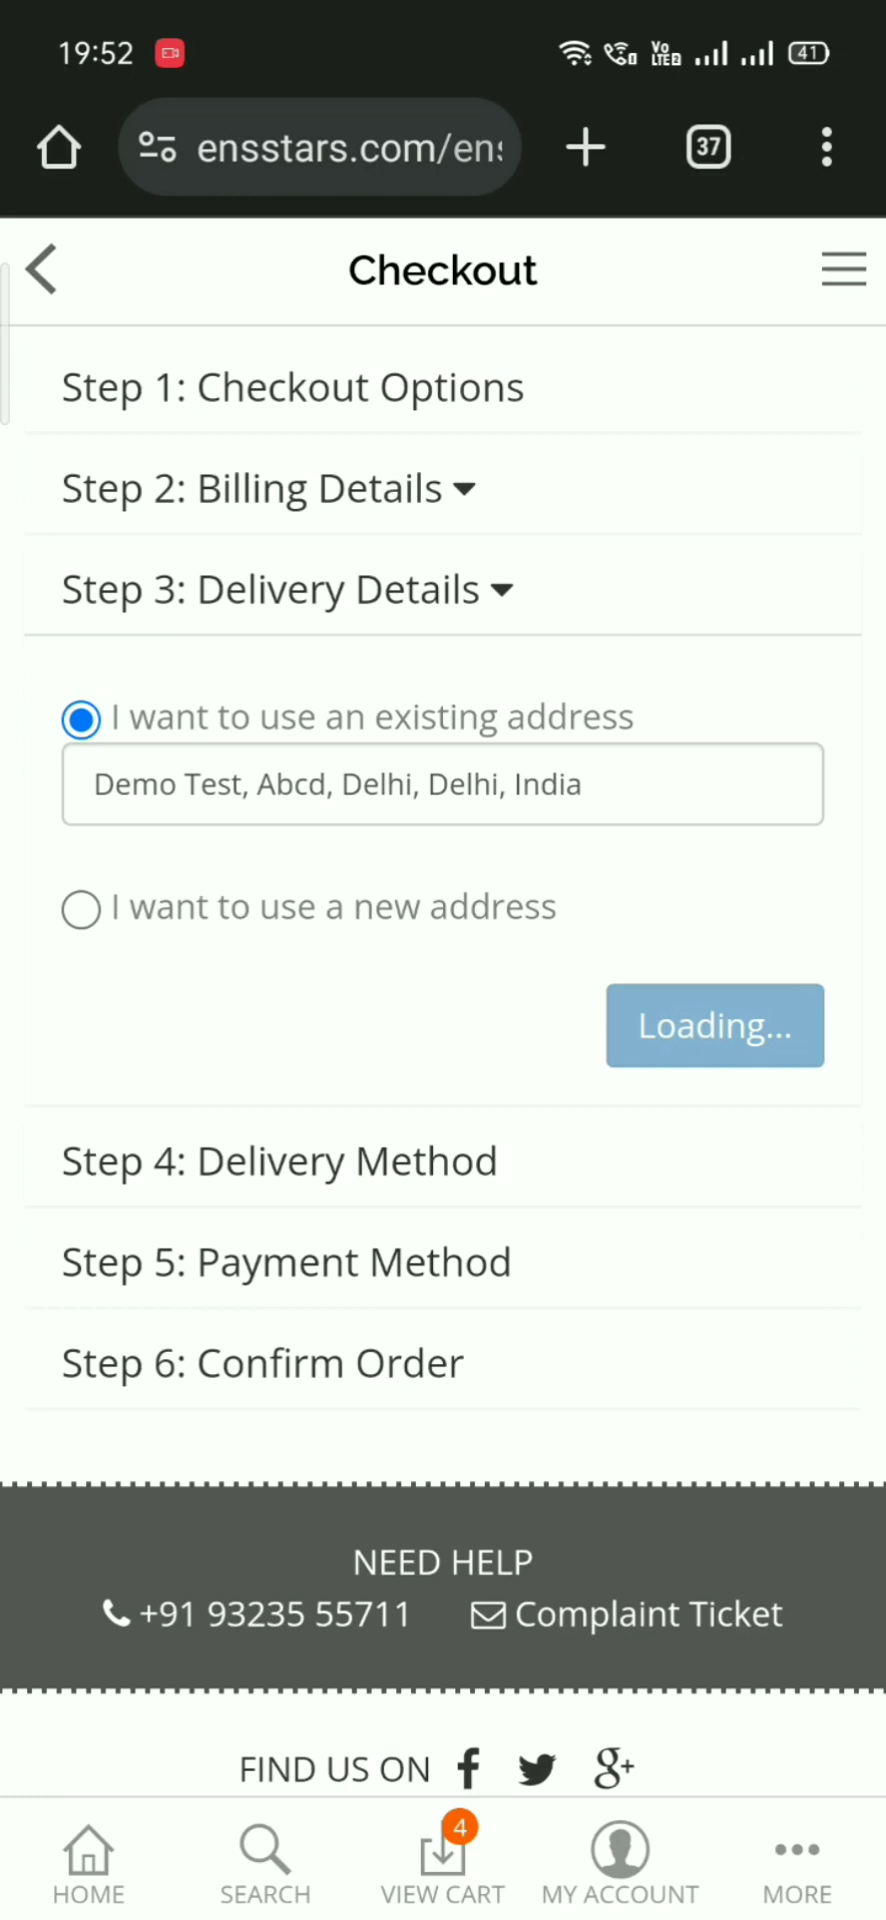 19:52 Vo LTE2 41
ensstars.com/ens 37
Checkout
Step 1: Checkout Options
Step 2: Billing Details
Step 3: Delivery Details
I want to use an existing address
Demo Test, Abcd, Delhi, Delhi, India
I want to use a new address
Loading...
Step 4: Delivery Method
Step 5: Payment Method
Step 6: Confirm Order
NEED HELP
+91 93235 55711 Complaint Ticket
FIND US ON f g+
4
HOME SEARCH VIEW CART MY ACCOUNT MORE